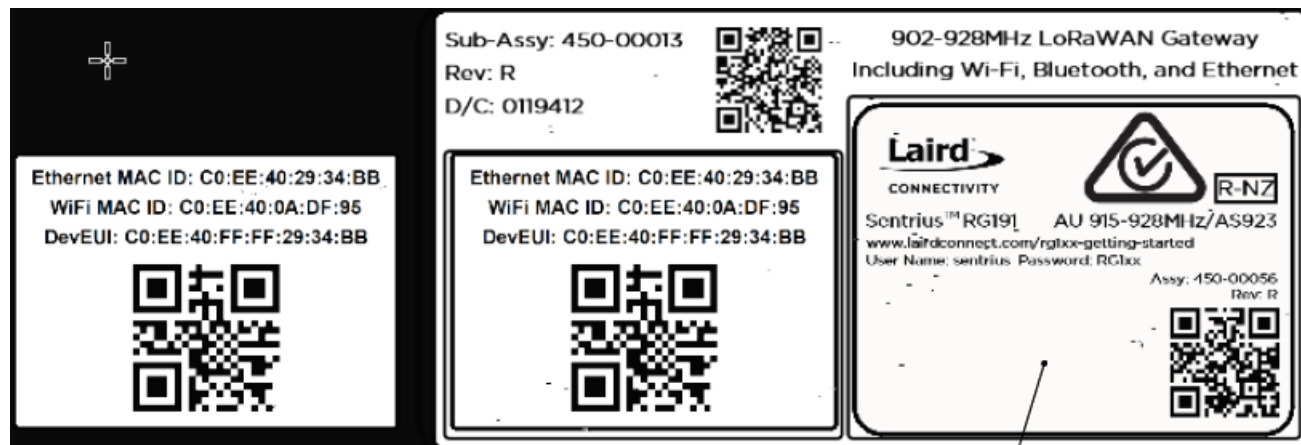 Ethernet MAC ID: C0:EE:40:29:34:BB
WiFi MAC ID: C0:EE:40:0A:DF:95
DevEUI: C0:EE:40:FF:FF:29:34:BB
Sub-Assy: 450-00013
Rev: R
D/C: 0119412
Ethernet MAC ID: C0:EE:40:29:34:BB
WiFi MAC ID: C0:EE:40:0A:DF:95
DevEUI: C0:EE:40:FF:FF:29:34:BB
902-928MHz LoRaWAN Gateway
Including Wi-Fi, Bluetooth, and Ethernet
Laird
CONNECTIVITY
R-NZ
Sentrius™ RG191 AU 915-928MHz/AS923
www.lairdconnect.com/rg1xx-getting-started
User Name: sentrius Password: RG1xx
Assy: 450-00056
Rev: R